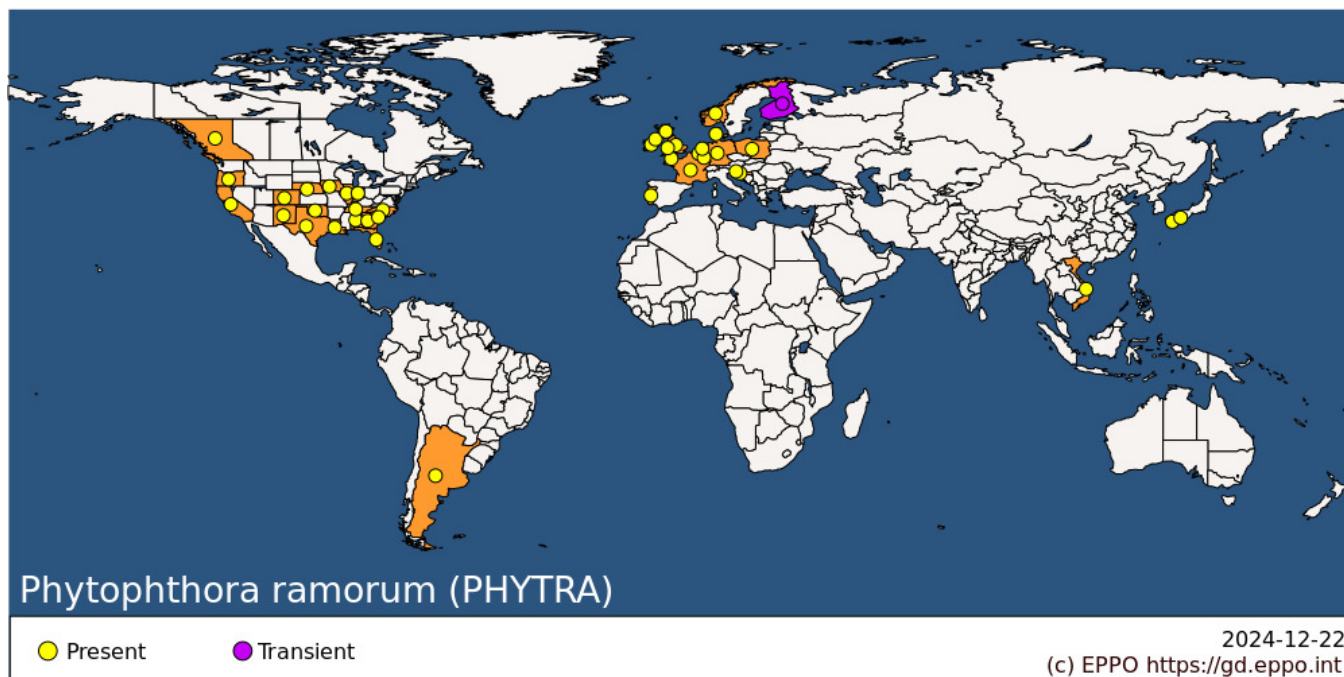 Phytophthora ramorum (PHYTRA)
Present
Transient
2024-12-22
(c) EPPO https://gd.eppo.int